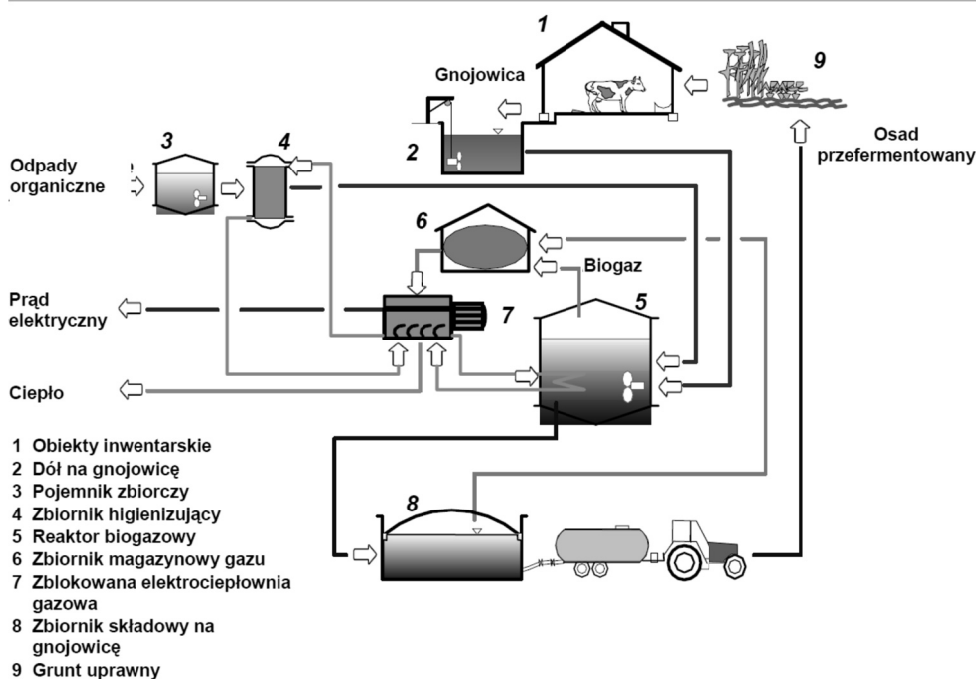 1
9
Gnojowica
2
Osad
przefermentowany
3
4
Odpady
organiczne
6
Biogaz
5
Prąd
elektryczny
7
Ciepło
8
1 Obiekty inwentarskie
2 Dół na gnojowicę
3 Pojemnik zbiorczy
4 Zbiornik higienizujący
5 Reaktor biogazowy
6 Zbiornik magazynowy gazu
7 Zblokowana elektrociepłownia
gazowa
8 Zbiornik składowy na
gnojowicę
9 Grunt uprawny